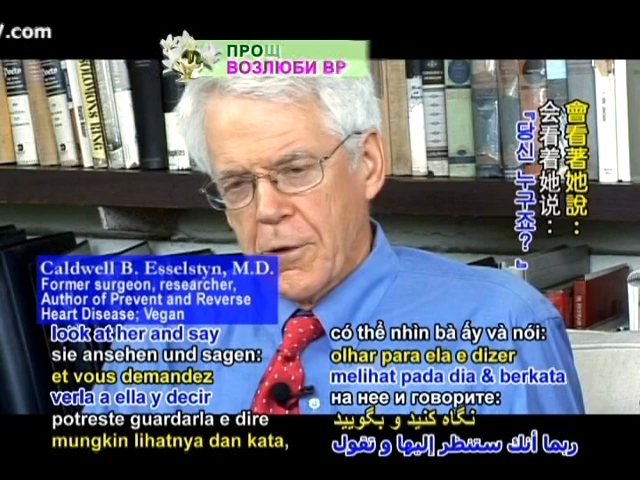 7.com
ПРОЩ
ВОЗЛЮБИ ВР
會看著她說：
会看着她说：
『당신 누구죠？』
Caldwell B. Esselstyn, M.D.
Former surgeon, researcher,
Author of Prevent and Reverse
Heart Disease; Vegan
look at her and say
sie ansehen und sagen:
et vous demandez
verla a ella y decir
potreste guardarla e dire
mungkin lihatnya dan kata,
có thể nhìn bà ấy và nói:
olhar para ela e dizer
melihat pada dia & berkata
на нее и говорите:
نگاه کنید و بگویید
ربما أنك ستنظر إليها و تقول